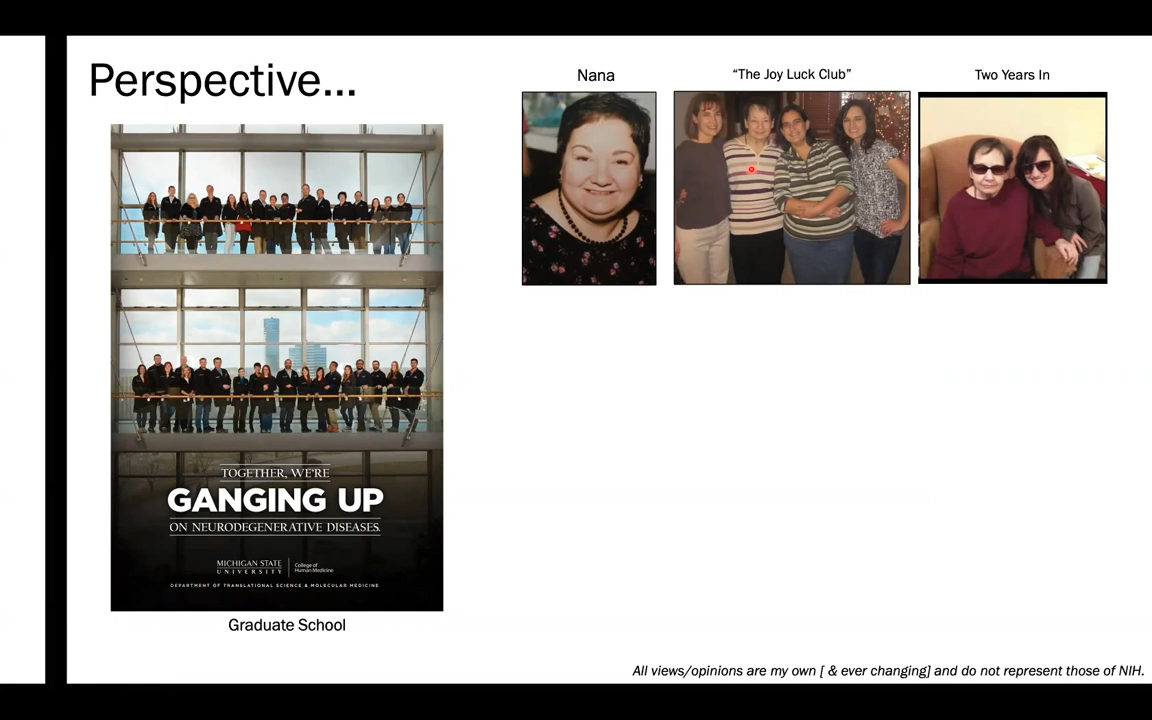 Perspective...
Nana
“The Joy Luck Club”
Two Years In
TOGETHER, WE'RE
GANGING UP
ON NEURODEGENERATIVE DISEASES.
MICHIGAN STATE
UNIVERSITY
College of
Human Medicine
DEPARTMENT OF TRANSLATIONAL SCIENCE & MOLECULAR MEDICINE
Graduate School
All views/opinions are my own [ & ever changing] and do not represent those of NIH.